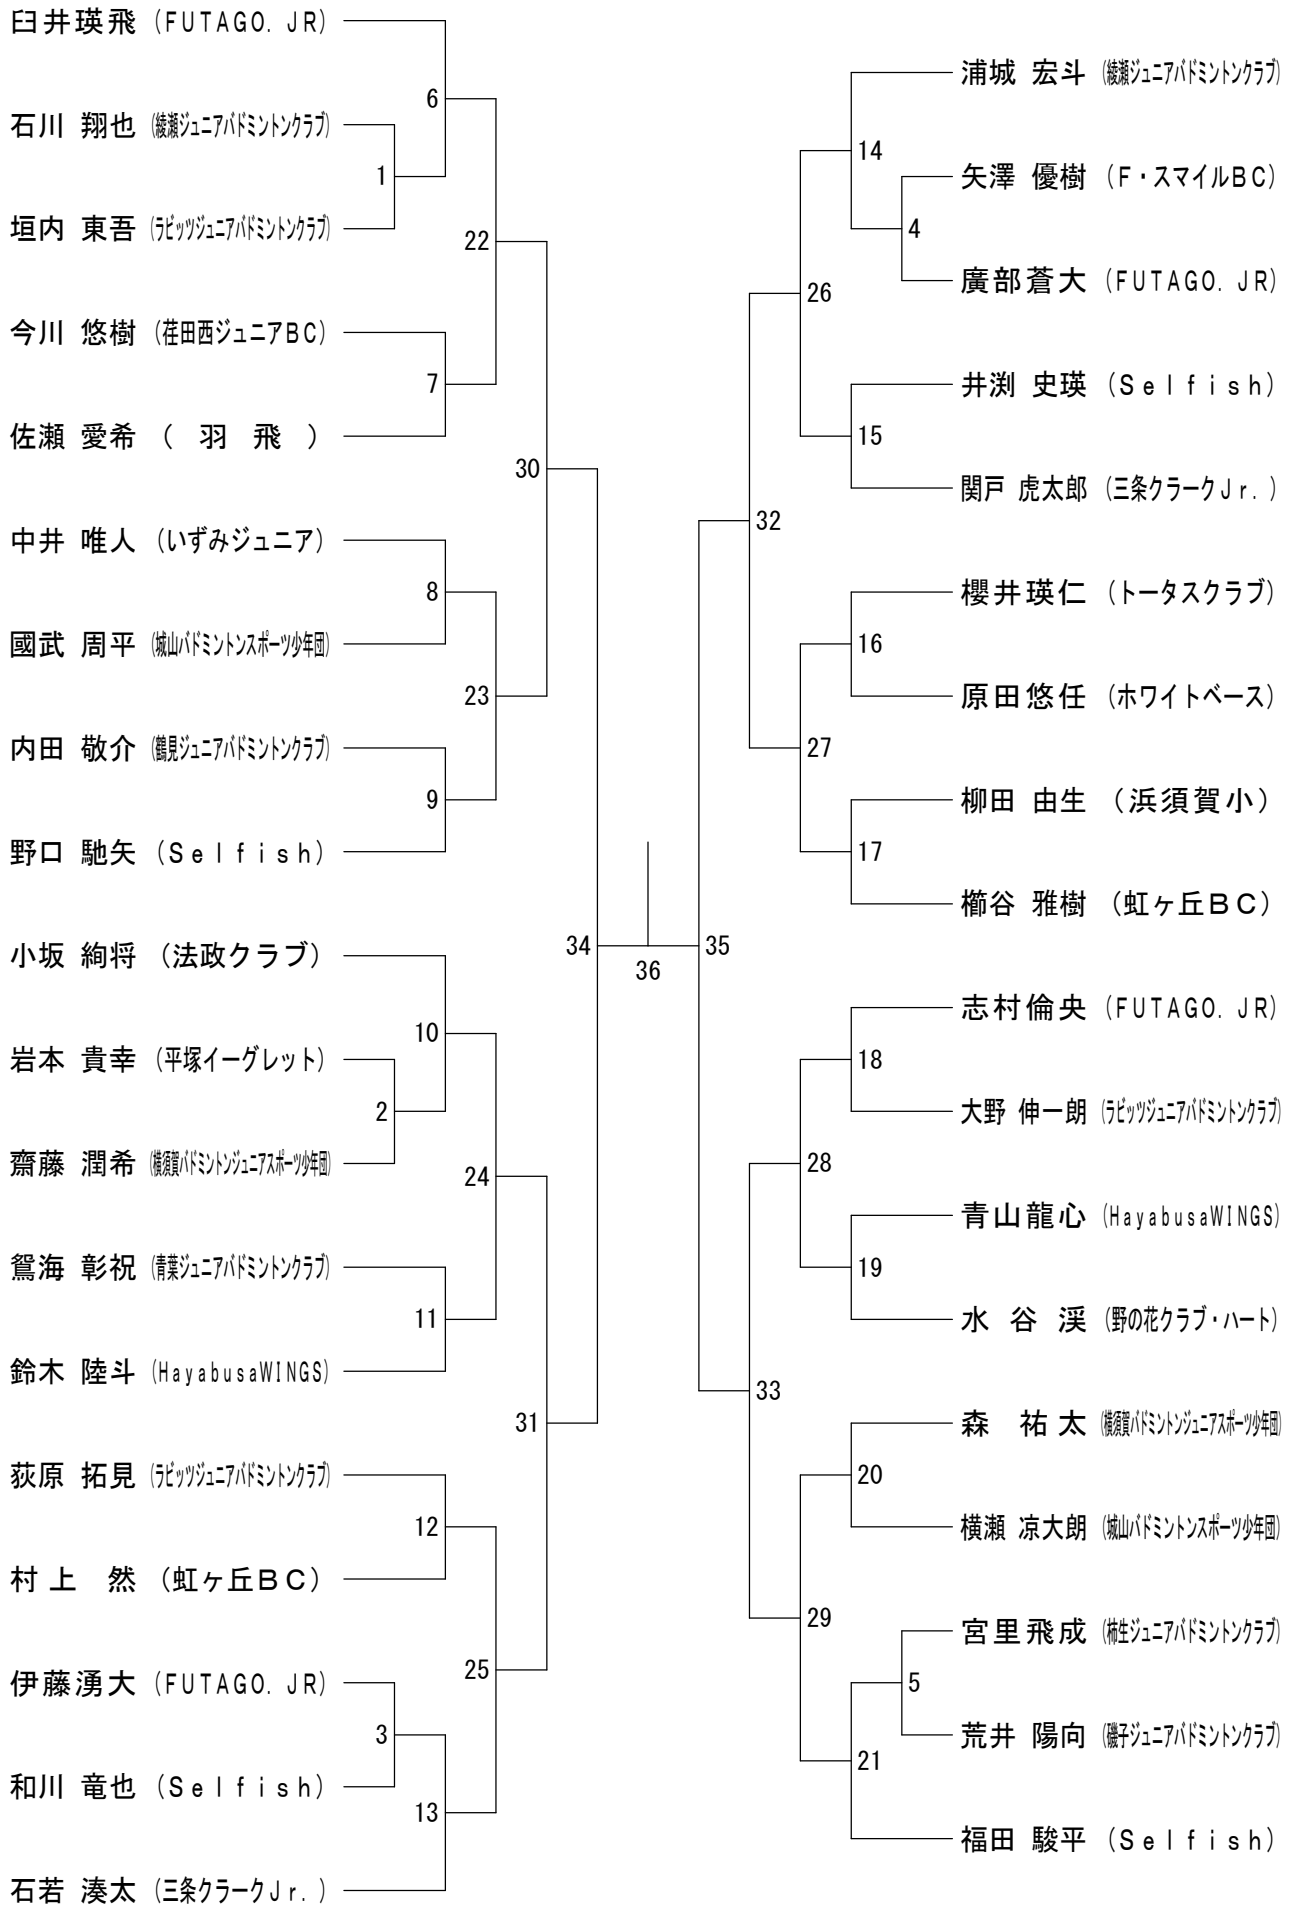 臼井瑛飛 (FUTAGO. JR)
石川 翔也 (綾瀬ジュニアバドミントンクラブ)
垣内 東吾 (ラビッツジュニアバドミントンクラブ)
今川 悠樹 (荏田西ジュニアBC)
佐瀬 愛希 ( 羽 飛 )
中井 唯人 (いずみジュニア)
國武 周平 (城山バドミントンスポーツ少年団)
内田 敬介 (鶴見ジュニアバドミントンクラブ)
野口 馳矢 (Selfish)
小坂 絢将 (法政クラブ)
岩本 貴幸 (平塚イーグレット)
齋藤 潤希 (横須賀バドミントンジュニアスポーツ少年団)
鴛海 彰祝 (青葉ジュニアバドミントンクラブ)
鈴木 陸斗 (HayabusaWINGS)
荻原 拓見 (ラビッツジュニアバドミントンクラブ)
村上 然 (虹ヶ丘BC)
伊藤湧大 (FUTAGO. JR)
和川 竜也 (Selfish)
石若 湊太 (三条クラークJr.)
1
2
3
6
7
8
9
10
11
12
13
22
23
24
25
30
31
34
36
35
32
33
26
27
28
29
14
15
16
17
18
19
20
21
4
5
浦城 宏斗 (綾瀬ジュニアバドミントンクラブ)
矢澤 優樹 (F・スマイルBC)
廣部蒼大 (FUTAGO. JR)
井渕 史瑛 (Selfish)
関戸 虎太郎 (三条クラークJr.)
櫻井瑛仁 (トータスクラブ)
原田悠任 (ホワイトベース)
柳田 由生 (浜須賀小)
櫛谷 雅樹 (虹ヶ丘BC)
志村倫央 (FUTAGO. JR)
大野 伸一朗 (ラビッツジュニアバドミントンクラブ)
青山龍心 (HayabusaWINGS)
水谷 渓 (野の花クラブ・ハート)
森 祐太 (横須賀バドミントンジュニアスポーツ少年団)
横瀬 凉大朗 (城山バドミントンスポーツ少年団)
宮里飛成 (柿生ジュニアバドミントンクラブ)
荒井 陽向 (磯子ジュニアバドミントンクラブ)
福田 駿平 (Selfish)